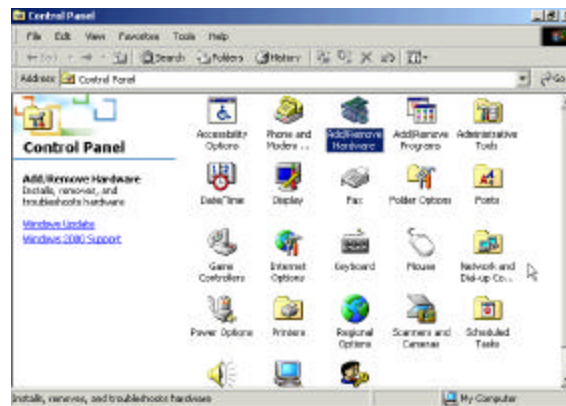 Control Panel
File Edit View Favorites Tools Help
Search Folders History
Address Control Panel Go
Control Panel
Add/Remove Hardware
Installs, removes, and
troubleshoots hardware
Windows Update
Windows 2000 Support
Accessibility
Options
Phone and
Modem ...
Add/Remove
Hardware
Add/Remove
Programs
Administrative
Tools
Date/Time
Display
Fax
Folder Options
Fonts
Game
Controllers
Internet
Options
Keyboard
Mouse
Network and
Dial-up Co...
Power Options
Printers
Regional
Options
Scanners and
Cameras
Scheduled
Tasks
Installs, removes, and troubleshoots hardware
My Computer